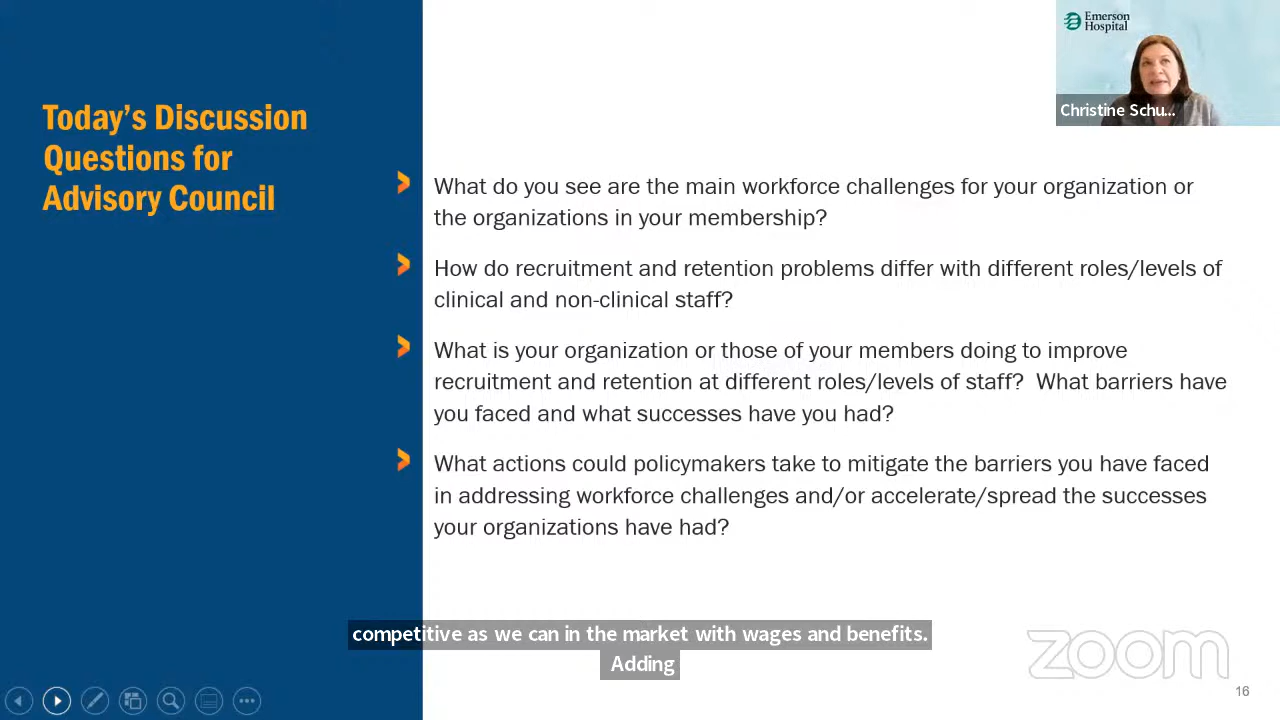 Emerson
Hospital
Christine Schu...
Today's Discussion
Questions for
Advisory Council
What do you see are the main workforce challenges for your organization or
the organizations in your membership?
How do recruitment and retention problems differ with different roles/levels of
clinical and non-clinical staff?
What is your organization or those of your members doing to improve
recruitment and retention at different roles/levels of staff?  What barriers have
you faced and what successes have you had?
What actions could policymakers take to mitigate the barriers you have faced
in addressing workforce challenges and/or accelerate/spread the successes
your organizations have had?
competitive as we can in the market with wages and benefits.
Adding
zoom
16